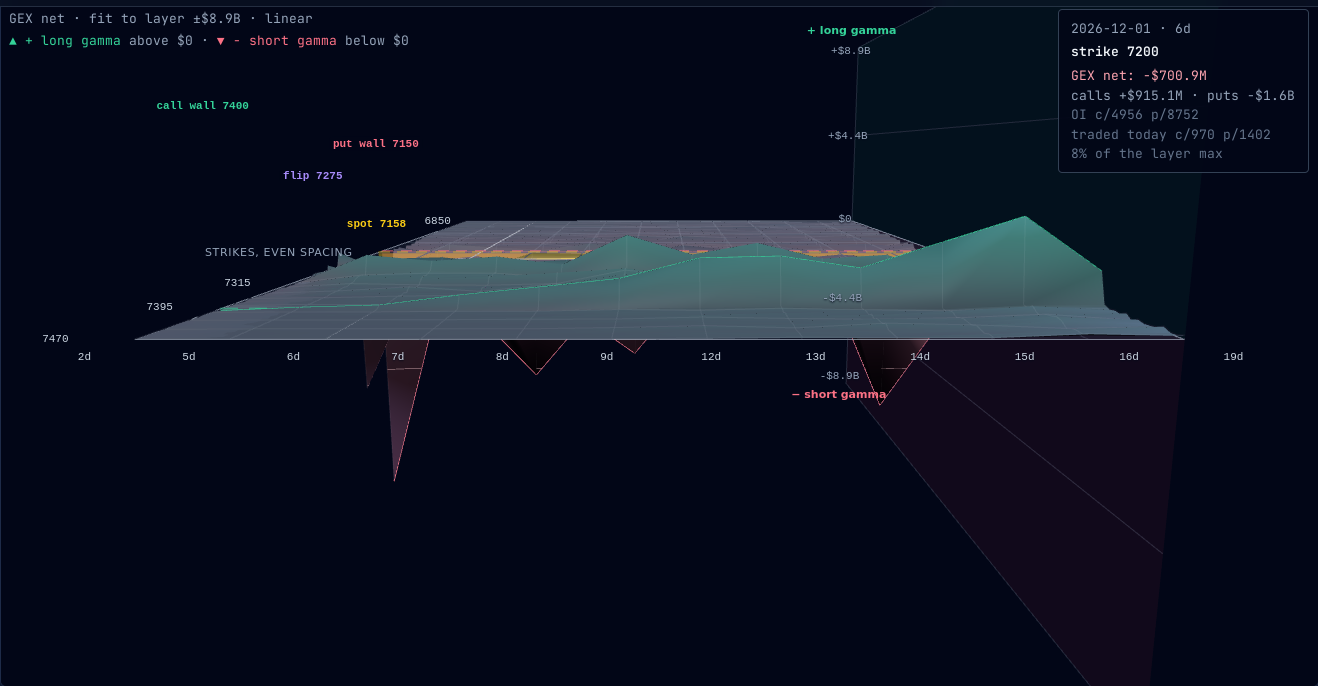 GEX net · fit to layer ±$8.9B · linear
▲ + long gamma above $0 · ▼ - short gamma below $0
+ long gamma
+$8.9B
2026-12-01 · 6d
strike 7200
GEX net: -$700.9M
calls +$915.1M · puts -$1.6B
OI c/4956 p/8752
traded today c/970 p/1402
8% of the layer max
call wall 7400
+$4.4B
put wall 7150
flip 7275
spot 7158
6850
$0
STRIKES, EVEN SPACING
7315
-$4.4B
7395
7470
2d 5d 6d 7d 8d 9d 12d 13d 14d 15d 16d 19d
-$8.9B
− short gamma